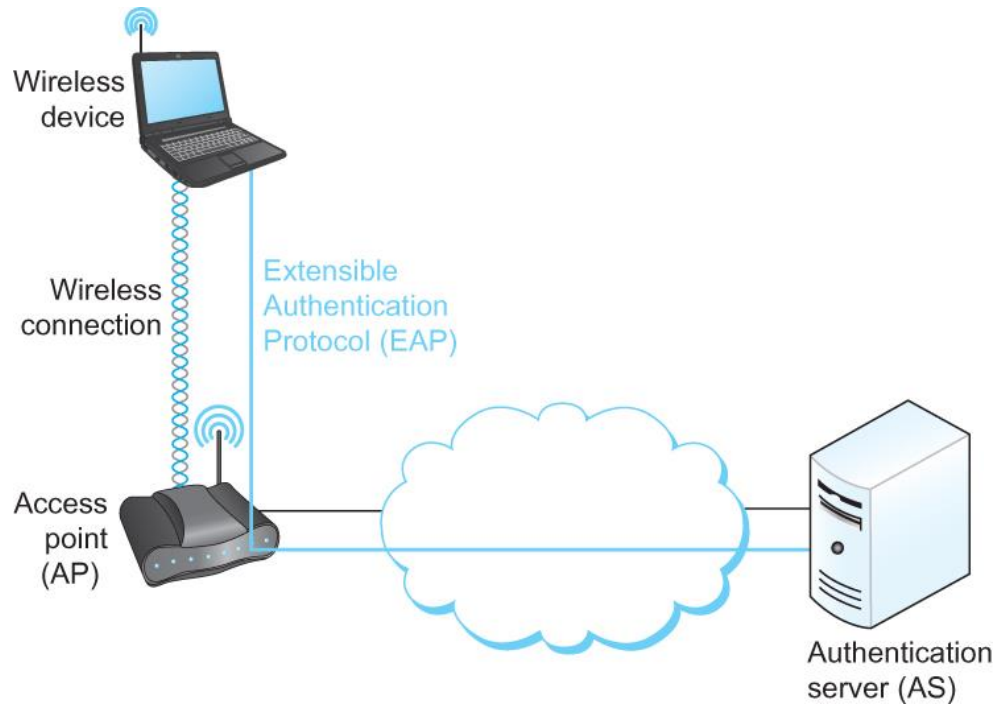 Wireless
device
Wireless
connection
Extensible
Authentication
Protocol (EAP)
Access
point
(AP)
Authentication
server (AS)